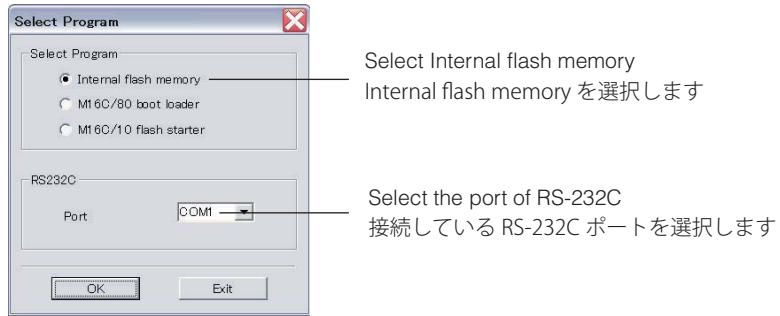 Select Program
Select Program
Internal flash memory
M16C/80 boot loader
M16C/10 flash starter
RS232C
Port
COM1
OK
Exit
Select Internal flash memory
Internal flash memory を選択します
Select the port of RS-232C
接続している RS-232C ポートを選択します